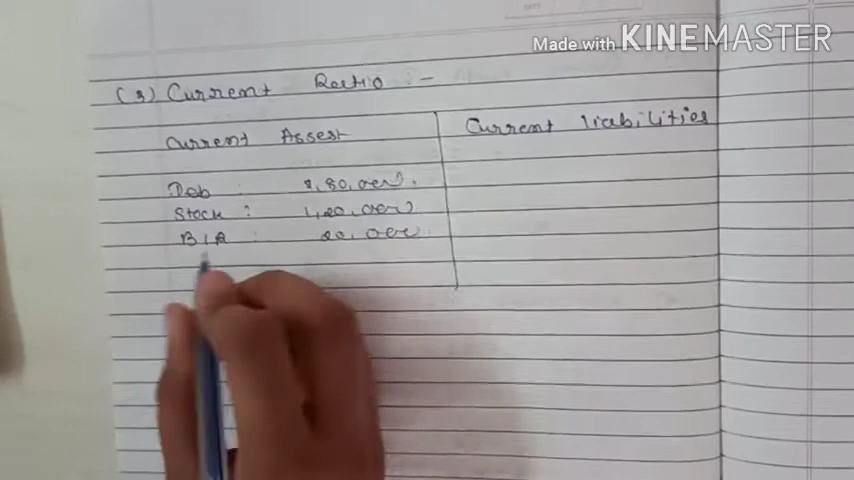 Made with KINEMASTER
(3) Current Ratio :-
Current Assest
Current liabilities
Deb : 2,80,000.
Stock : 1,20,000
B/R : 20,000